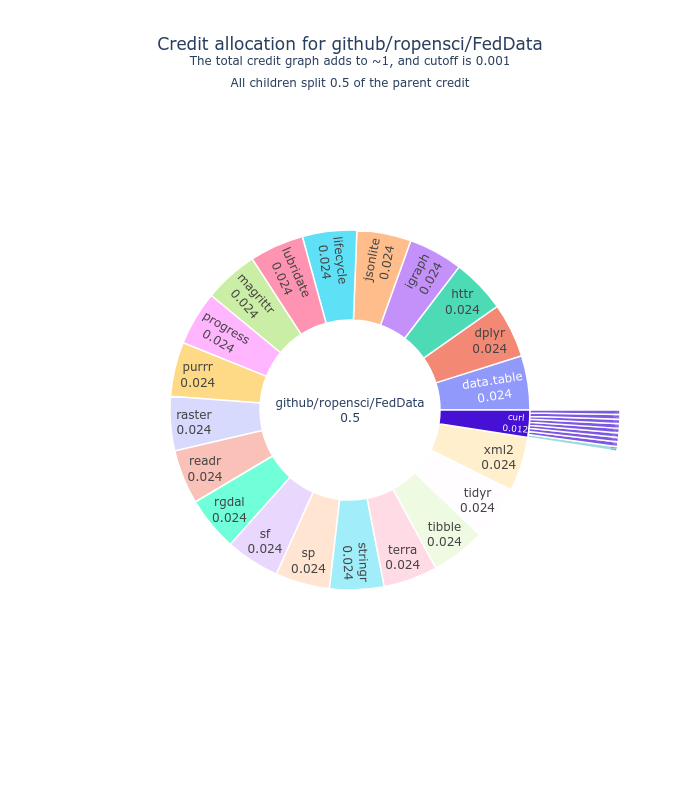 Credit allocation for github/ropensci/FedData
The total credit graph adds to ~1, and cutoff is 0.001
All children split 0.5 of the parent credit
github/ropensci/FedData
0.5
data.table
0.024
dplyr
0.024
httr
0.024
igraph
0.024
jsonlite
0.024
lifecycle
0.024
lubridate
0.024
magrittr
0.024
progress
0.024
purrr
0.024
raster
0.024
readr
0.024
rgdal
0.024
sf
0.024
sp
0.024
stringr
0.024
terra
0.024
tibble
0.024
tidyr
0.024
xml2
0.024
curl
0.012